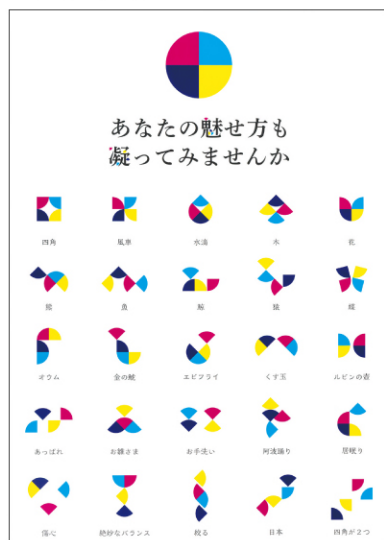 あなたの魅せ方も
凝ってみませんか
四角
風車
水滴
木
花
魚
蝶
オウム
金の鯱
エビフライ
くす玉
ルビンの壺
あっぱれ
お雛さま
お手洗い
阿波踊り
居眠り
傷心
絶妙なバランス
絞る
日本
四角が2つ